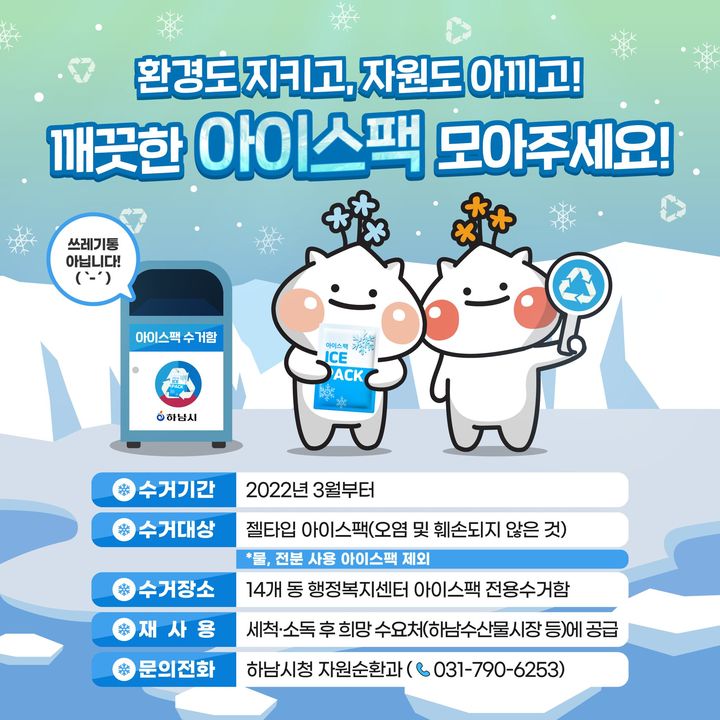 환경도 지키고, 자원도 아끼고!
깨끗한 아이스팩 모아주세요!
쓰레기통
아닙니다!
( `-´ )
아이스팩 수거함
ICE
PACK
하남시
아이스팩
ICE
PACK
수거기간 2022년 3월부터
수거대상 젤타입 아이스팩(오염 및 훼손되지 않은 것)
*물, 전분 사용 아이스팩 제외
수거장소 14개 동 행정복지센터 아이스팩 전용수거함
재 사 용 세척·소독 후 희망 수요처(하남수산물시장 등)에 공급
문의전화 하남시청 자원순환과 (📞031-790-6253)